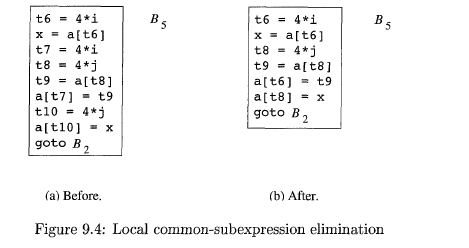 t6 = 4*i
x = a[t6]
t7 = 4*i
t8 = 4*j
t9 = a[t8]
a[t7] = t9
t10 = 4*j
a[t10] = x
goto B2
B5
(a) Before.
t6 = 4*i
x = a[t6]
t8 = 4*j
t9 = a[t8]
a[t6] = t9
a[t8] = x
goto B2
B5
(b) After.
Figure 9.4: Local common-subexpression elimination